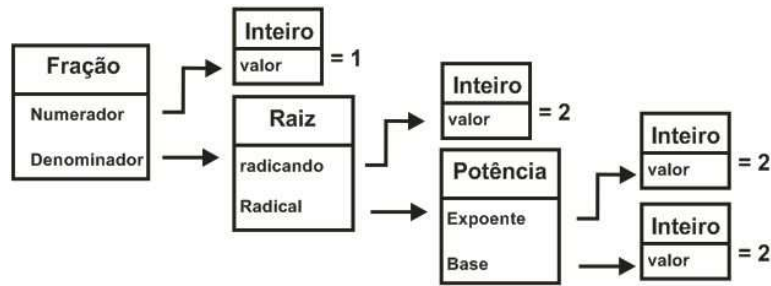 Fração
Numerador
Denominador
Inteiro
valor = 1
Raiz
radicando
Radical
Inteiro
valor = 2
Potência
Expoente
Base
Inteiro
valor = 2
Inteiro
valor = 2